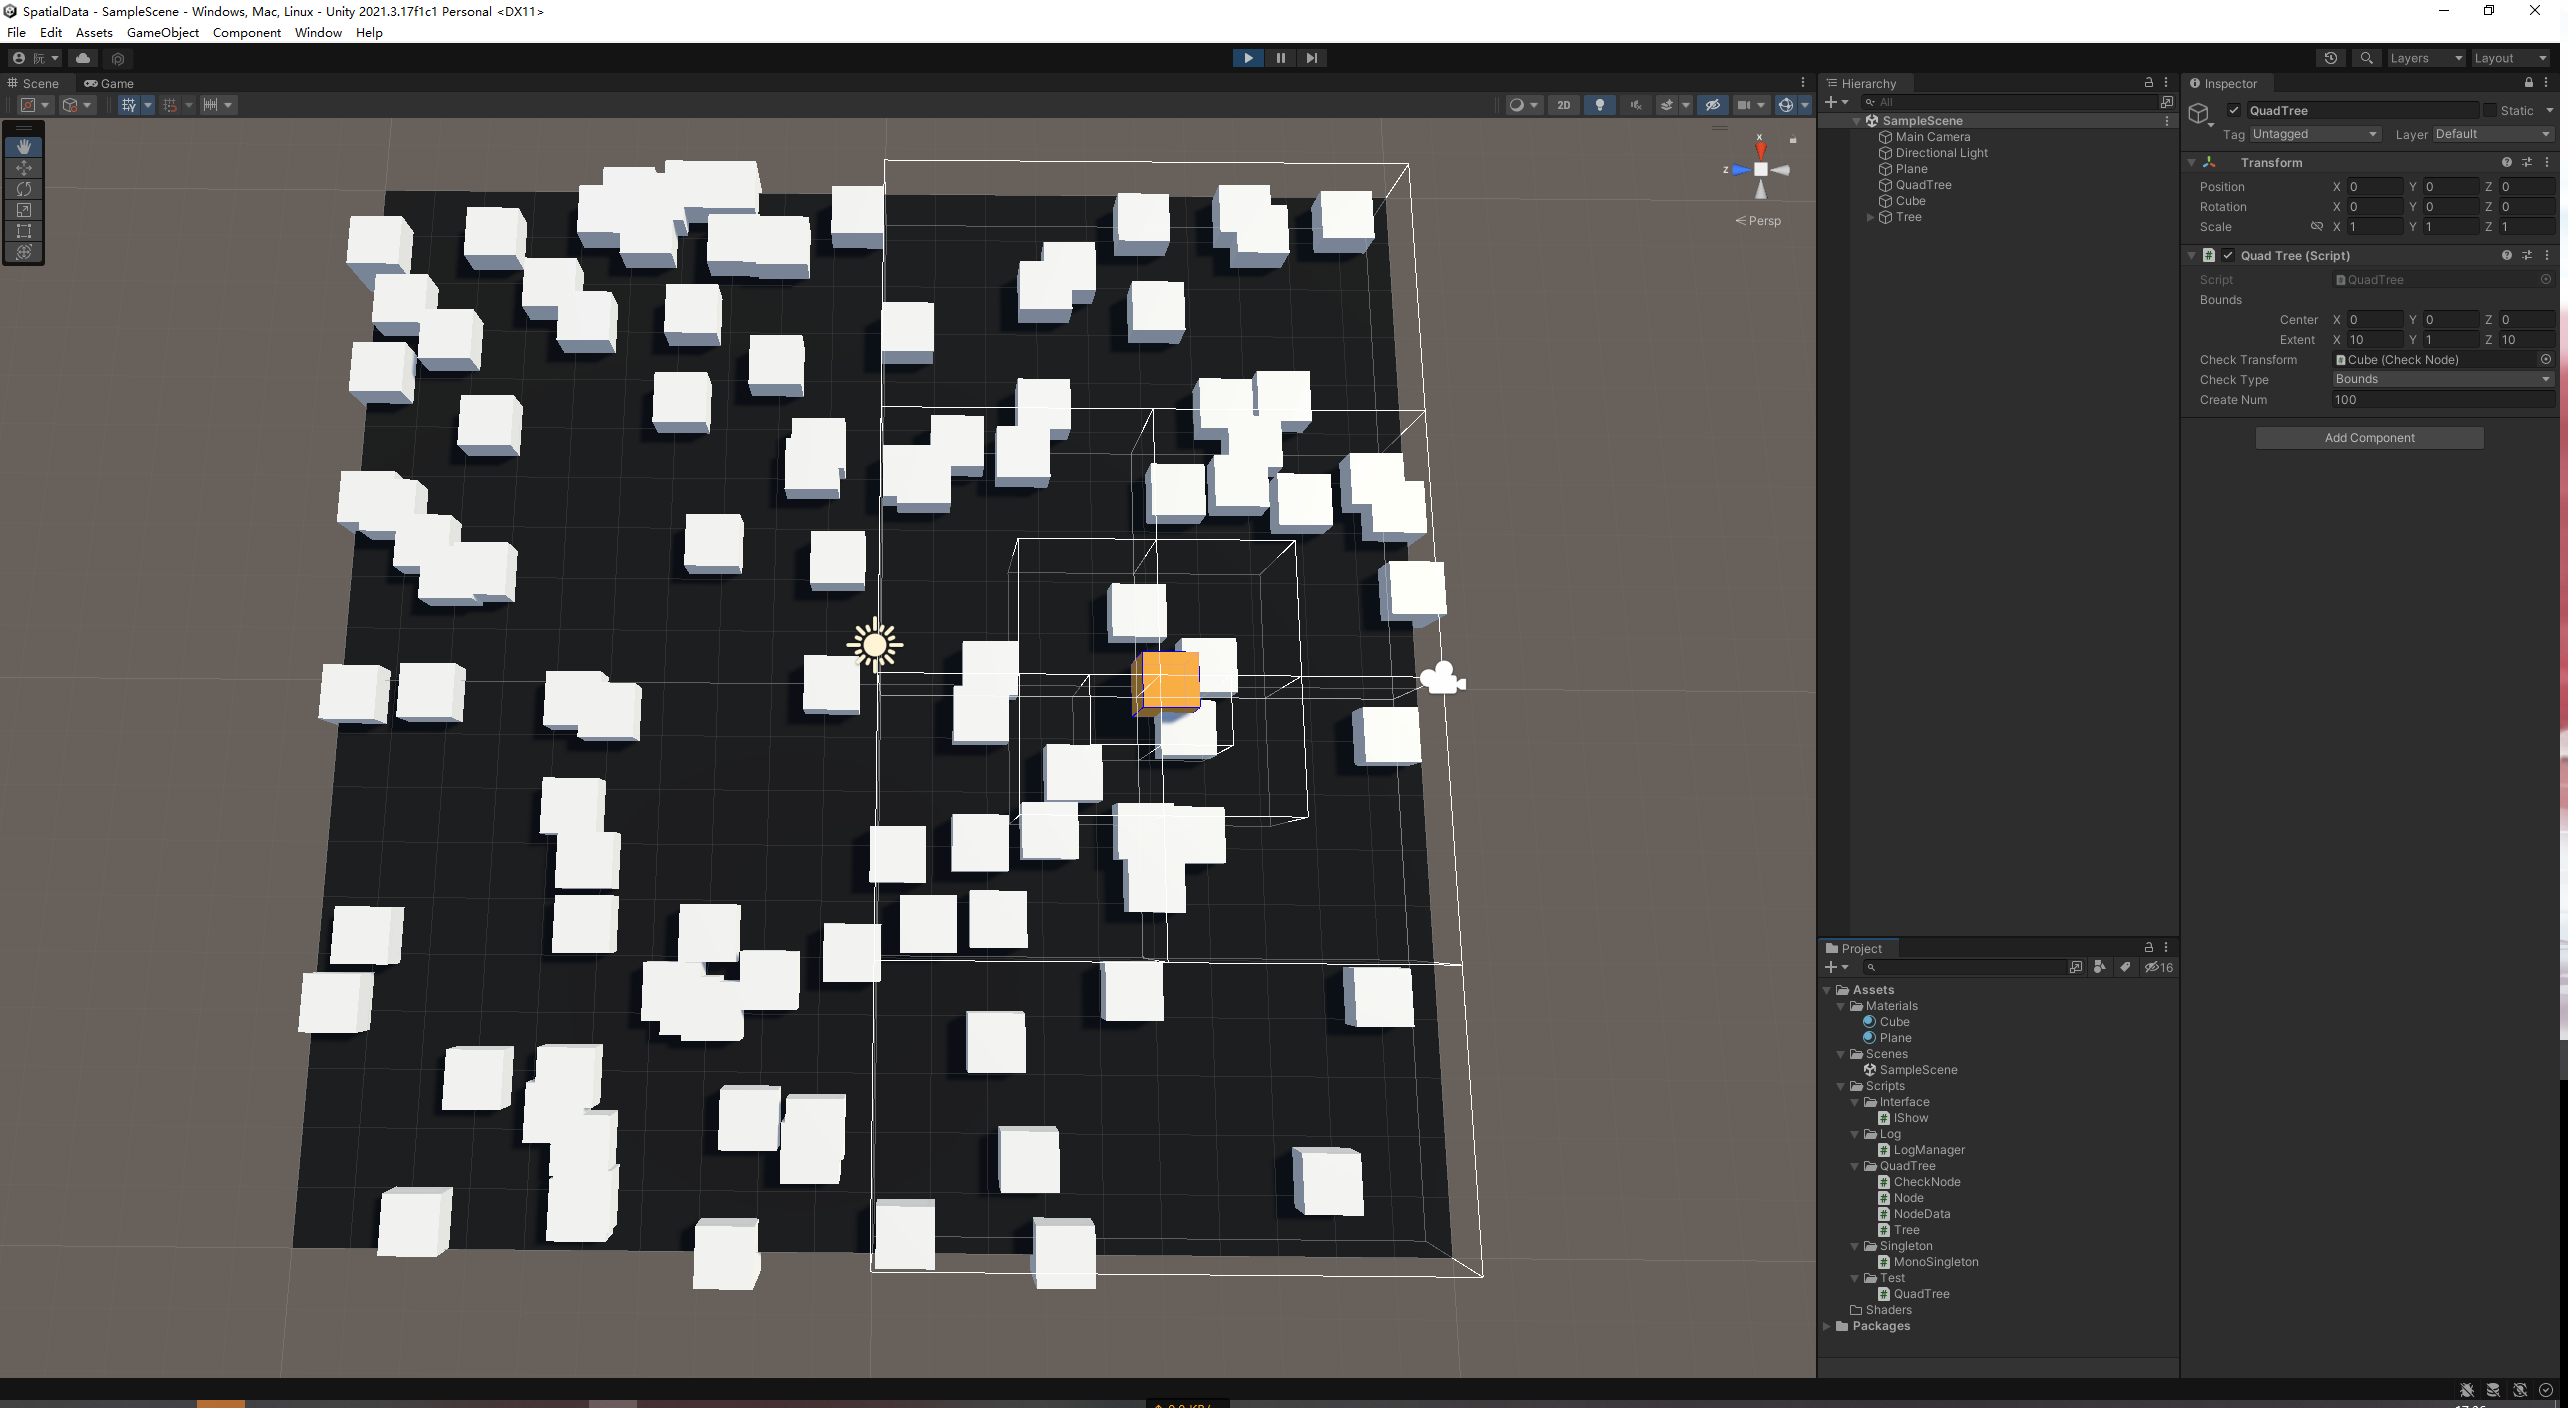 SpatialData - SampleScene - Windows, Mac, Linux - Unity 2021.3.17f1c1 Personal <DX11>
File Edit Assets GameObject Component Window Help
阮
Layers Layout
Scene Game
2D
x
z
Persp
Hierarchy
All
SampleScene
Main Camera
Directional Light
Plane
QuadTree
Cube
Tree
Project
16
Assets
Materials
Cube
Plane
Scenes
SampleScene
Scripts
Interface
IShow
Log
LogManager
QuadTree
CheckNode
Node
NodeData
Tree
Singleton
MonoSingleton
Test
QuadTree
Shaders
Packages
Inspector
QuadTree Static
Tag Untagged Layer Default
Transform
Position X 0 Y 0 Z 0
Rotation X 0 Y 0 Z 0
Scale X 1 Y 1 Z 1
Quad Tree (Script)
Script QuadTree
Bounds
Center X 0 Y 0 Z 0
Extent X 10 Y 1 Z 10
Check Transform Cube (Check Node)
Check Type Bounds
Create Num 100
Add Component